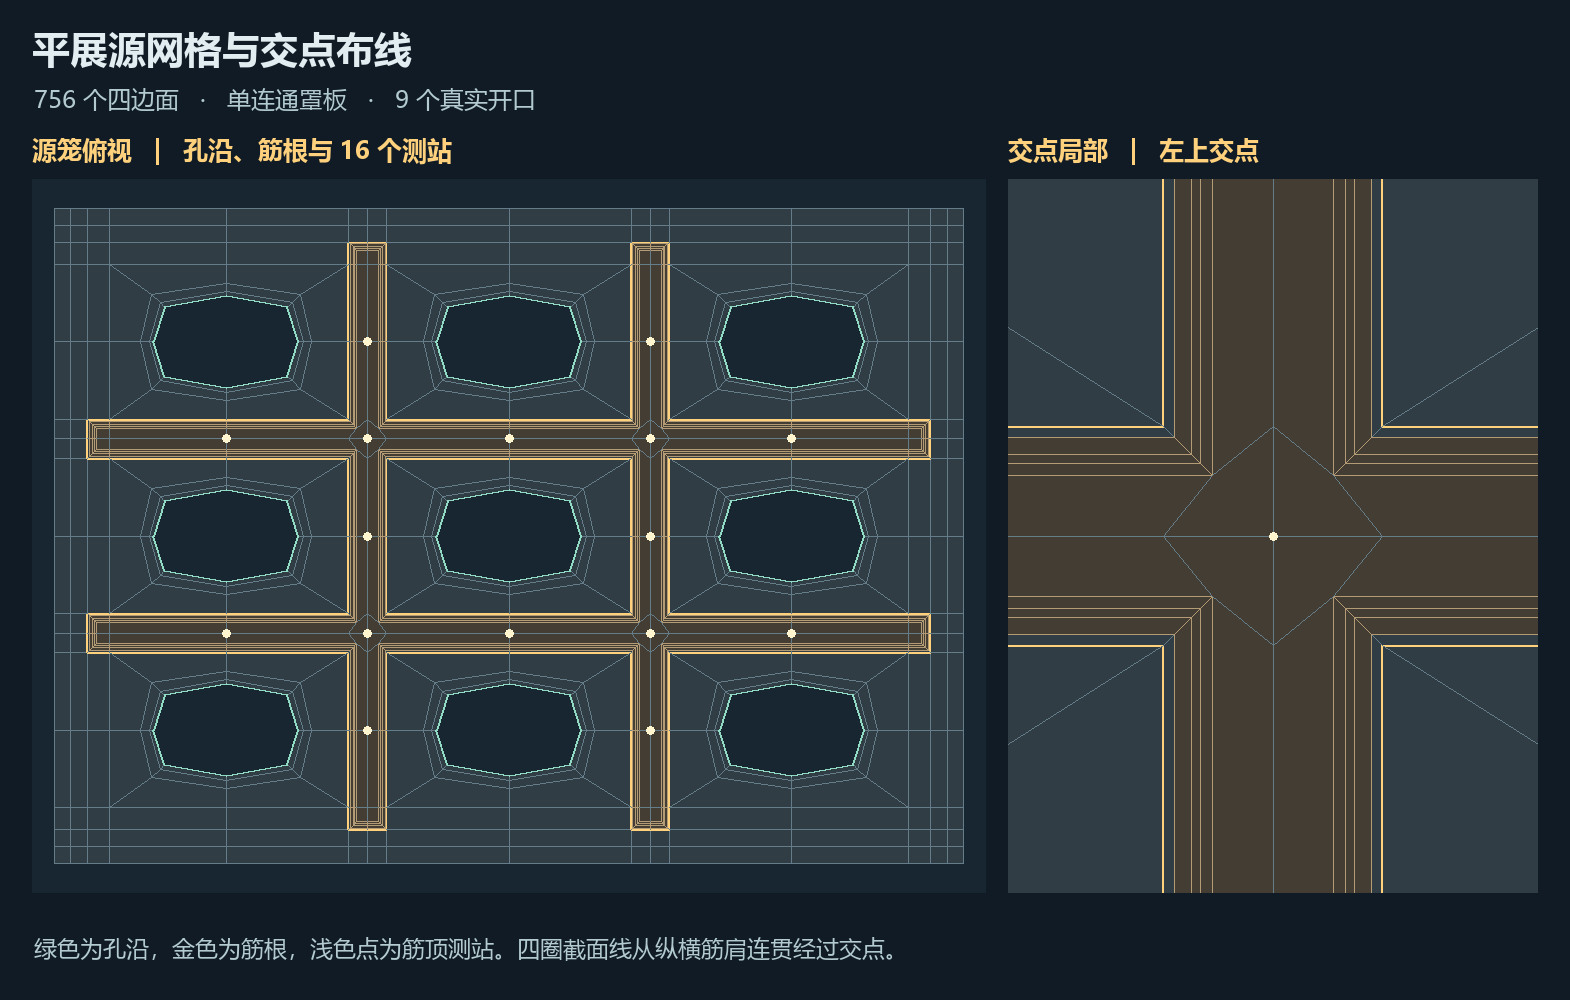 平展源网格与交点布线
756 个四边面 · 单连通罩板 · 9 个真实开口
源笼俯视 | 孔沿、筋根与 16 个测站
交点局部 | 左上交点
绿色为孔沿，金色为筋根，浅色点为筋顶测站。四圈截面线从纵横筋肩连贯经过交点。